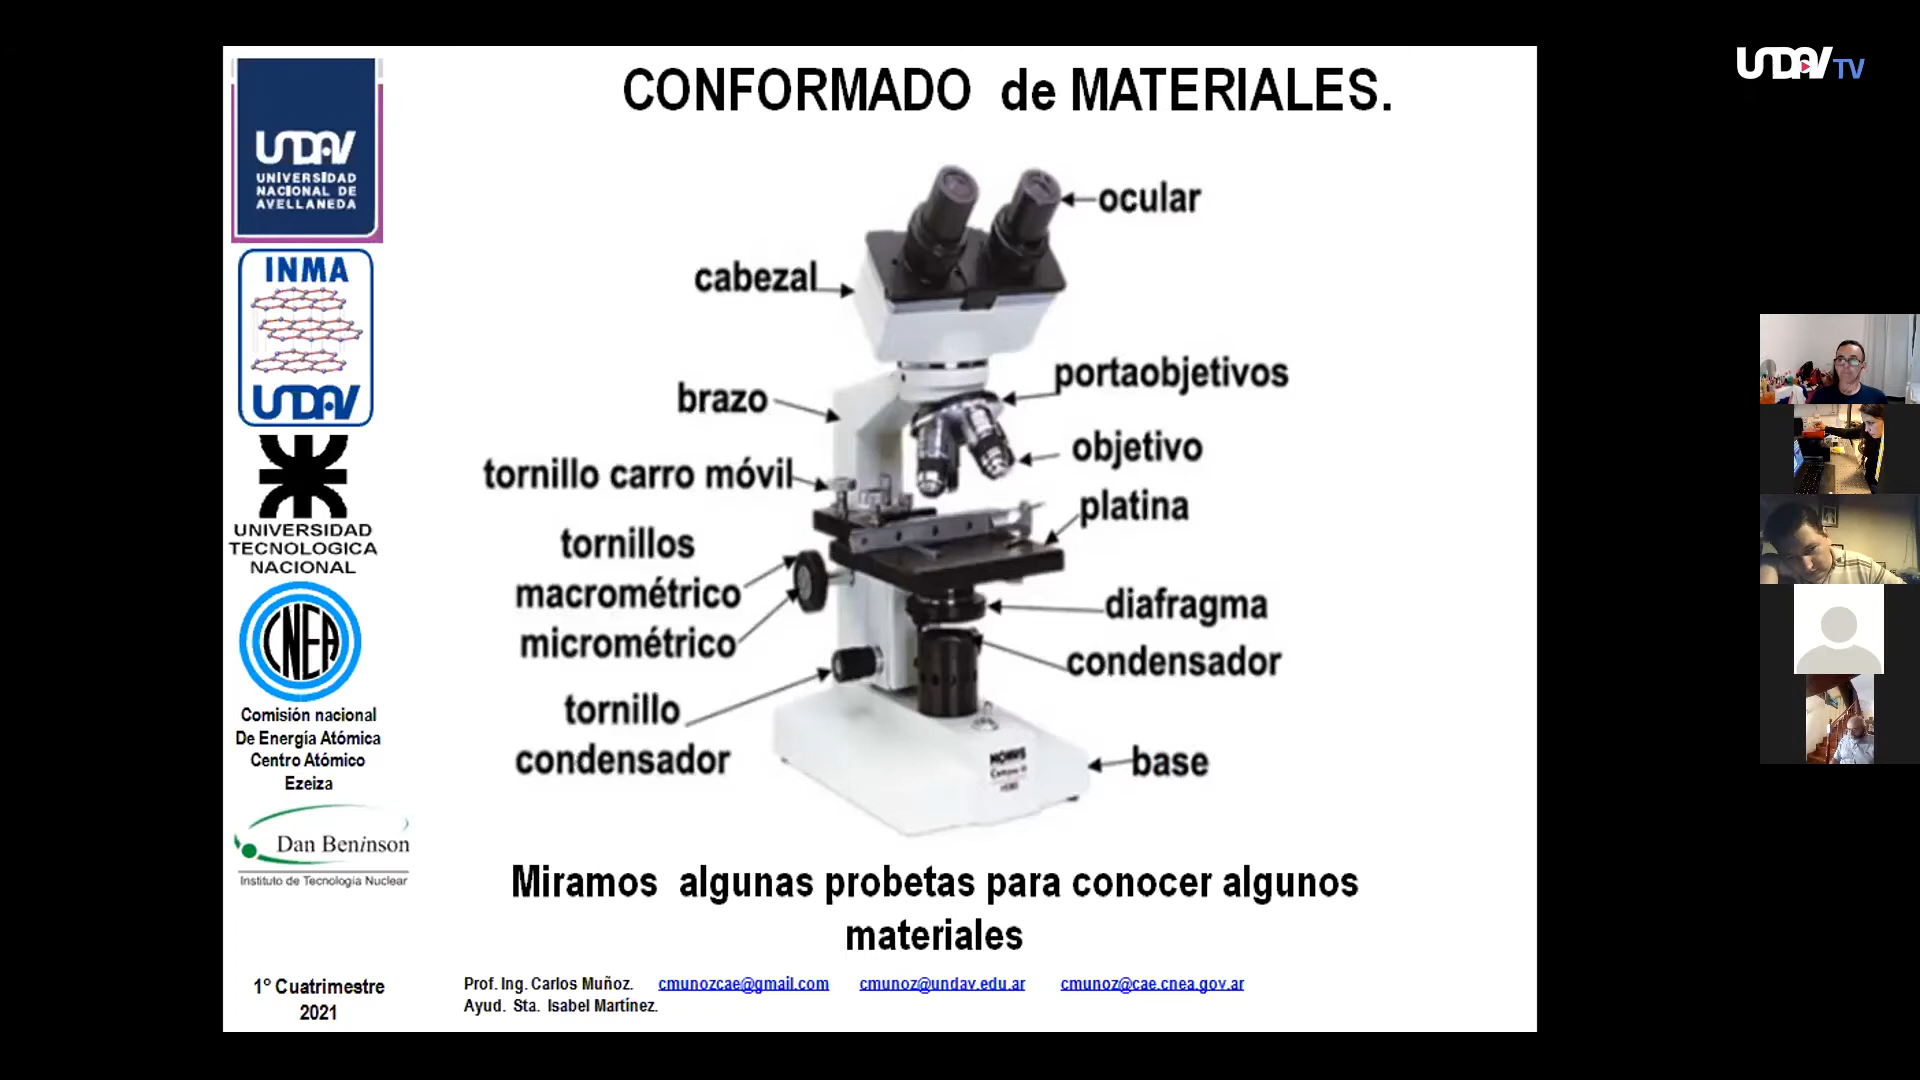 CONFORMADO de MATERIALES.
UNDAV TV
UNDAV
UNIVERSIDAD
NACIONAL DE
AVELLANEDA
INMA
UNDAV
UNIVERSIDAD
TECNOLOGICA
NACIONAL
CNEA
Comisión nacional
De Energía Atómica
Centro Atómico
Ezeiza
Dan Beninson
Instituto de Tecnología Nuclear
1° Cuatrimestre
2021
ocular
cabezal
portaobjetivos
brazo
objetivo
tornillo carro móvil
platina
tornillos
macrométrico
micrométrico
diafragma
condensador
tornillo
condensador
base
Miramos algunas probetas para conocer algunos
materiales
Prof. Ing. Carlos Muñoz. cmunozcae@gmail.com cmunoz@undav.edu.ar cmunoz@cae.cnea.gov.ar
Ayud. Sta. Isabel Martínez.